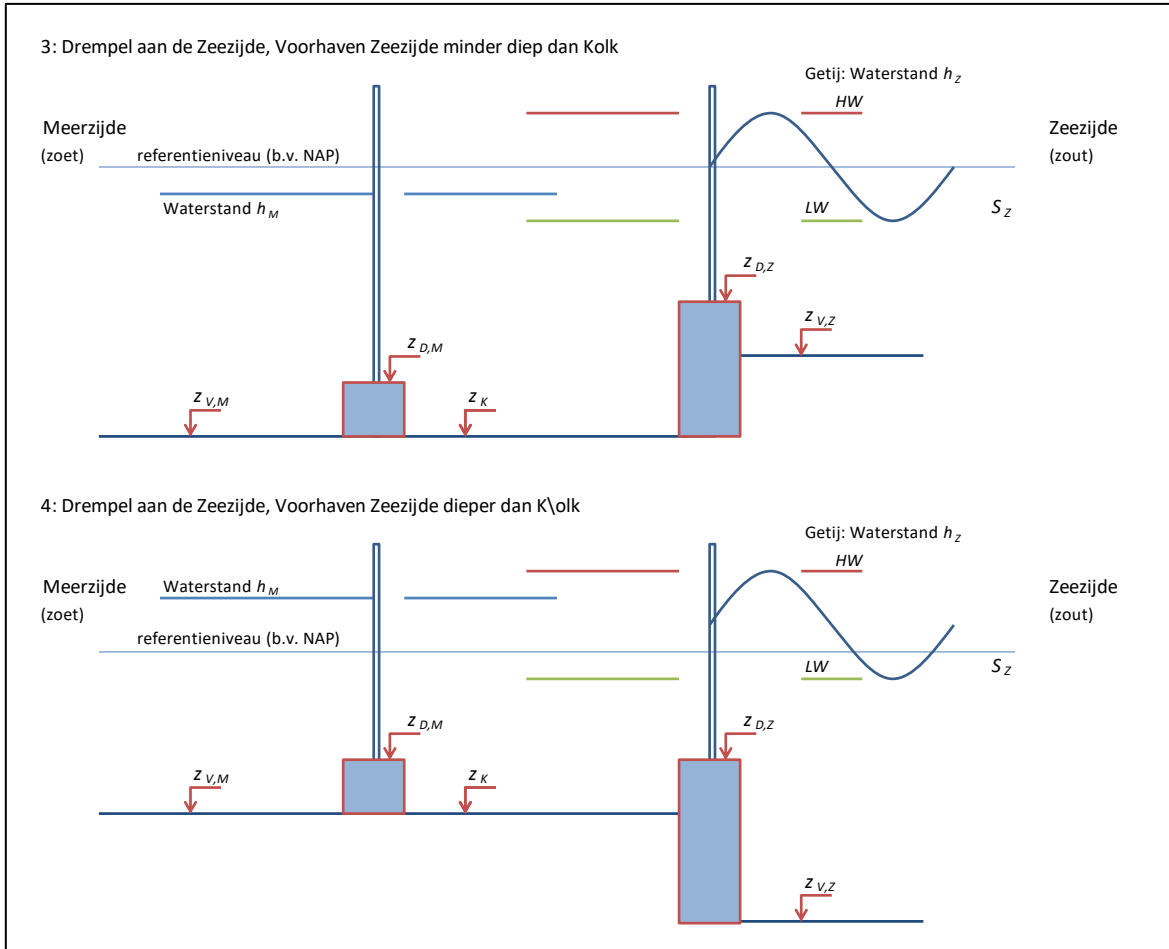 3: Drempel aan de Zeezijde, Voorhaven Zeezijde minder diep dan Kolk
Getij: Waterstand h Z
HW
Meerzijde
(zoet)
referentieniveau (b.v. NAP)
Zeezijde
(zout)
Waterstand h M
LW
S Z
z D,Z
z V,Z
z D,M
z V,M
z K
4: Drempel aan de Zeezijde, Voorhaven Zeezijde dieper dan K\olk
Getij: Waterstand h Z
HW
Meerzijde
(zoet)
Waterstand h M
Zeezijde
(zout)
referentieniveau (b.v. NAP)
LW
S Z
z D,M
z D,Z
z V,M
z K
z V,Z